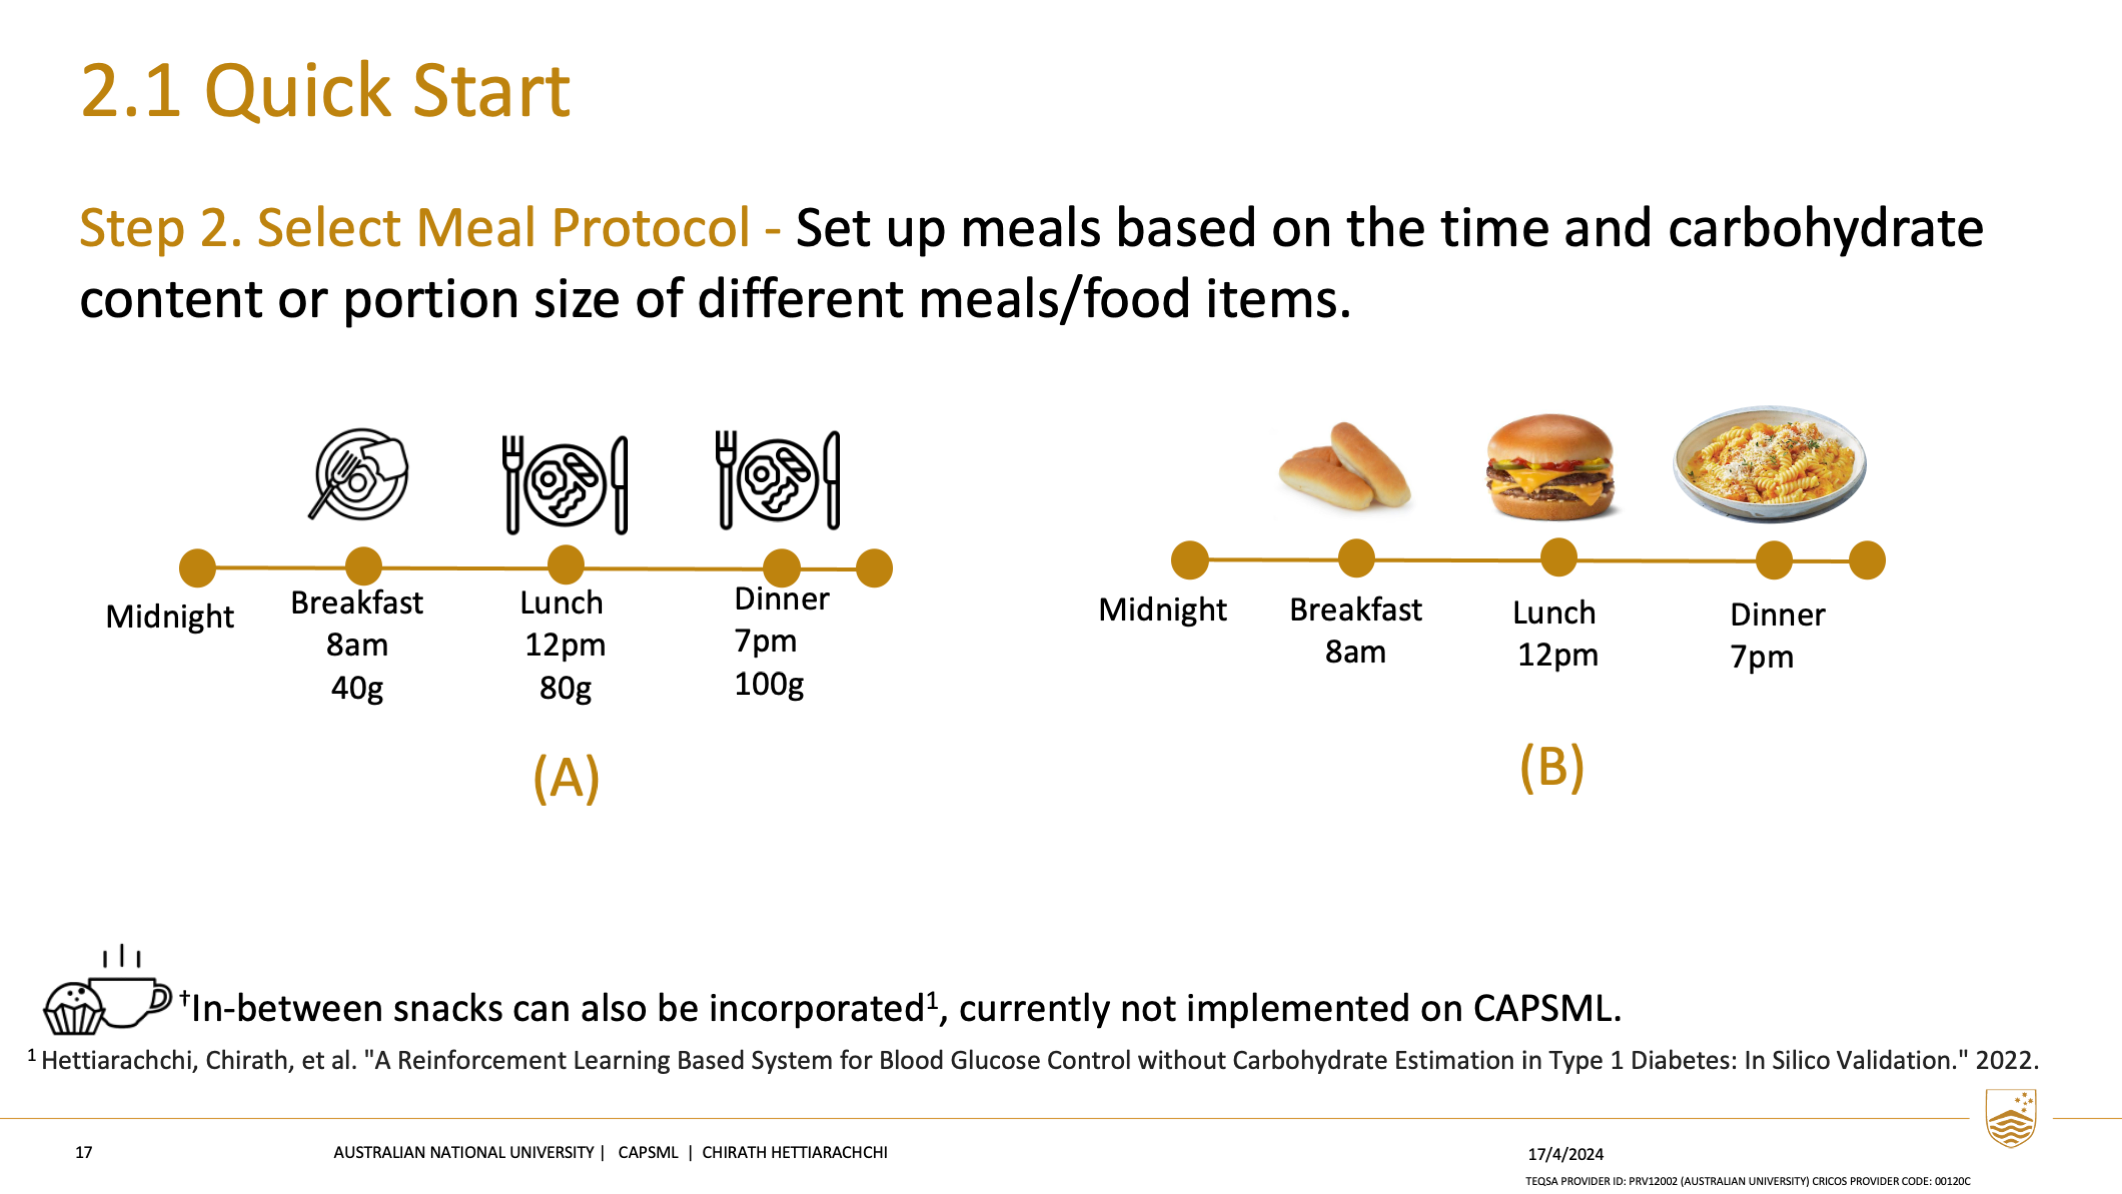 2.1 Quick Start
Step 2. Select Meal Protocol - Set up meals based on the time and carbohydrate
content or portion size of different meals/food items.
Midnight
Breakfast
8am
40g
Lunch
12pm
80g
Dinner
7pm
100g
(A)
Midnight
Breakfast
8am
Lunch
12pm
Dinner
7pm
(B)
†In-between snacks can also be incorporated¹, currently not implemented on CAPSML.
¹ Hettiarachchi, Chirath, et al. "A Reinforcement Learning Based System for Blood Glucose Control without Carbohydrate Estimation in Type 1 Diabetes: In Silico Validation." 2022.
17
AUSTRALIAN NATIONAL UNIVERSITY | CAPSML | CHIRATH HETTIARACHCHI
17/4/2024
TEQSA PROVIDER ID: PRV12002 (AUSTRALIAN UNIVERSITY) CRICOS PROVIDER CODE: 00120C